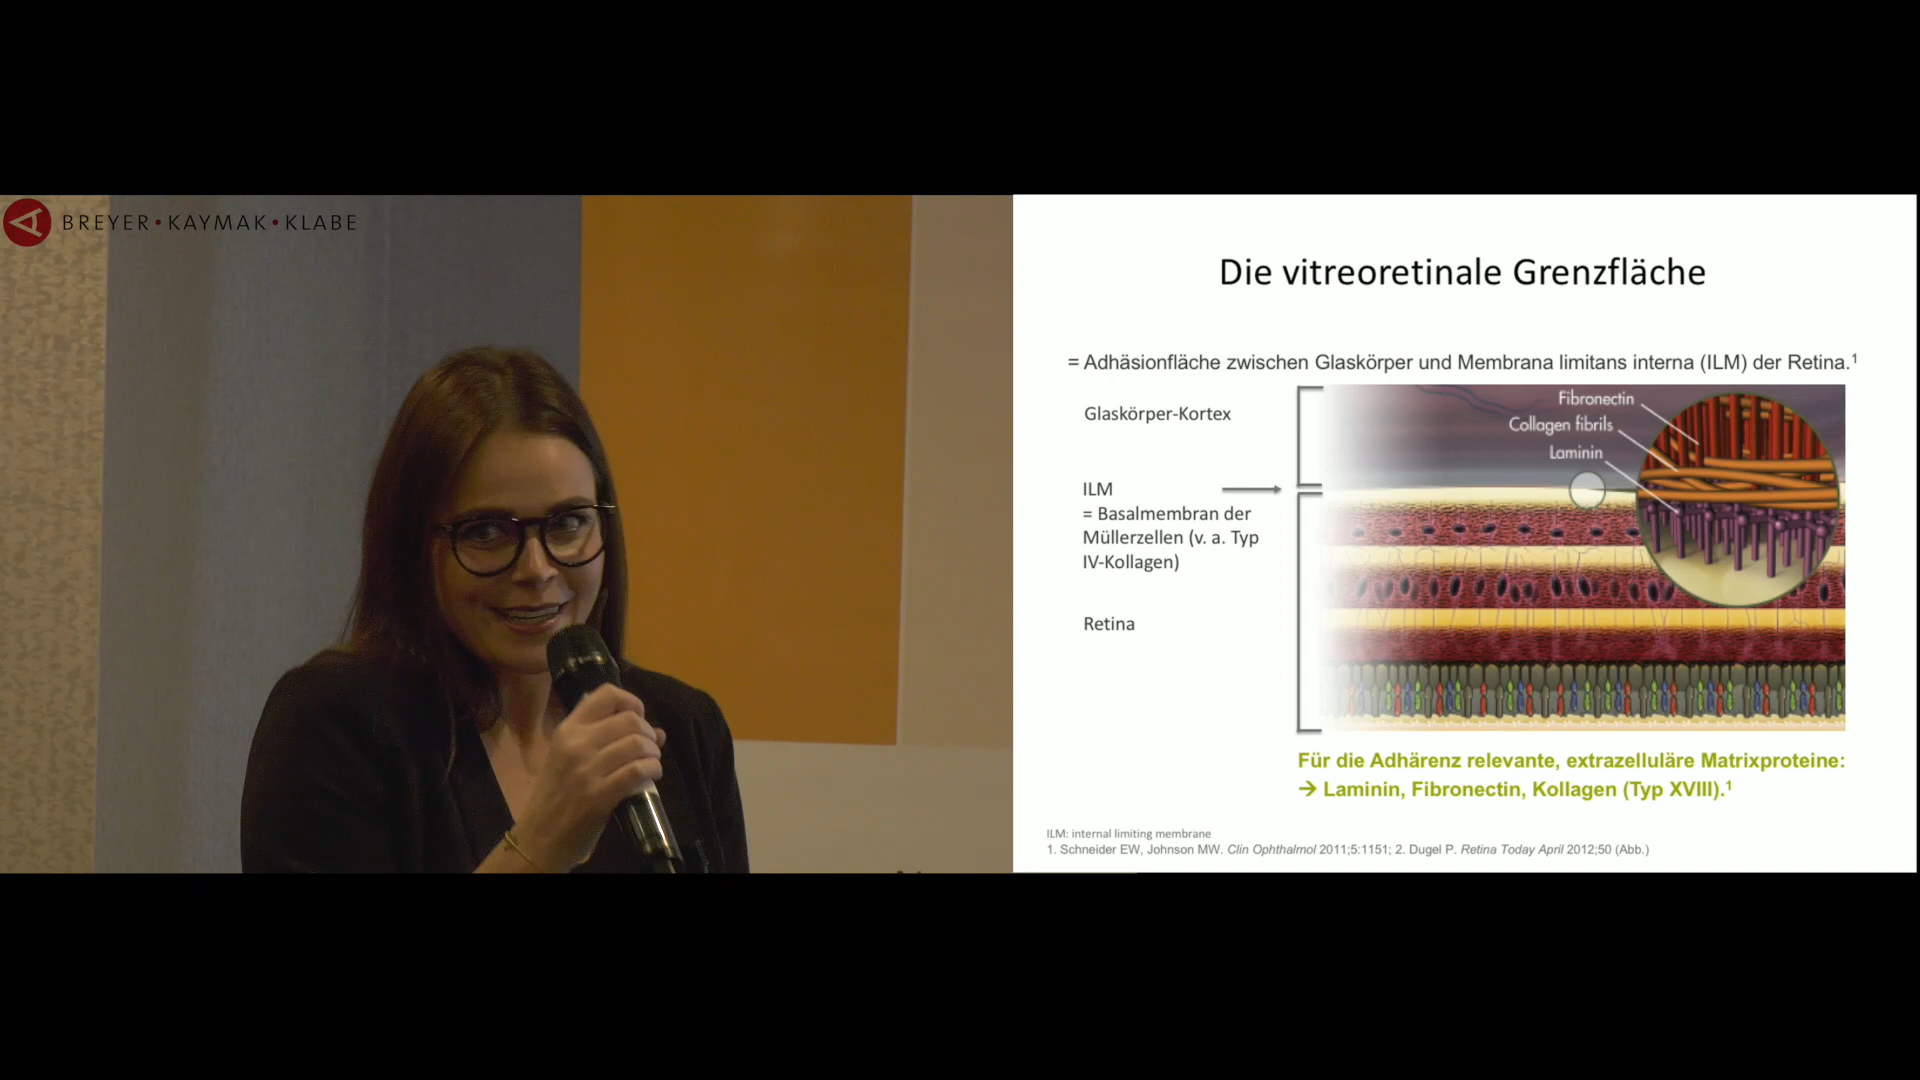 BREYER•KAYMAK•KLABE
Die vitreoretinale Grenzfläche
= Adhäsionfläche zwischen Glaskörper und Membrana limitans interna (ILM) der Retina.1
Glaskörper-Kortex
Fibronectin
Collagen fibrils
Laminin
ILM
= Basalmembran der
Müllerzellen (v. a. Typ
IV-Kollagen)
Retina
Für die Adhärenz relevante, extrazelluläre Matrixproteine:
→ Laminin, Fibronectin, Kollagen (Typ XVIII).1
ILM: internal limiting membrane
1. Schneider EW, Johnson MW. Clin Ophthalmol 2011;5:1151; 2. Dugel P. Retina Today April 2012;50 (Abb.)